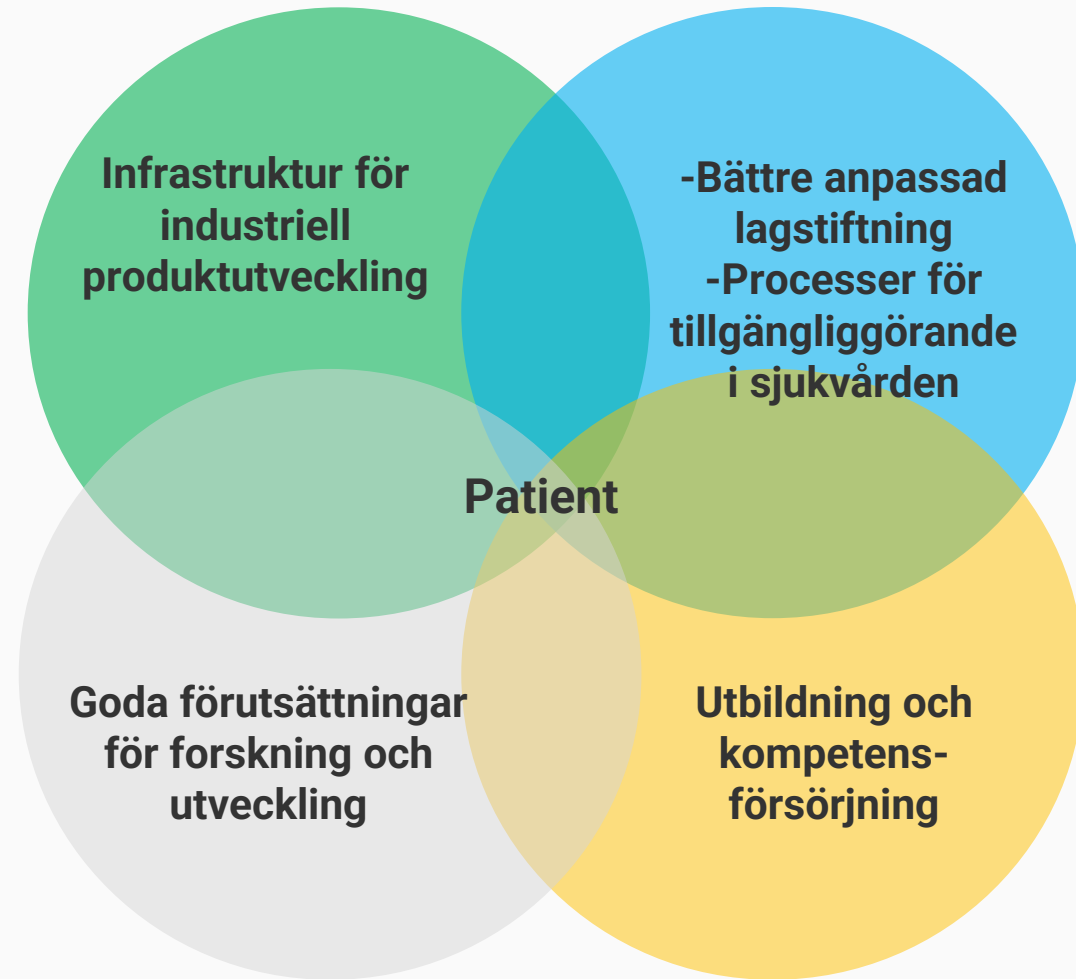 Infrastruktur för
industriell
produktutveckling
-Bättre anpassad
lagstiftning
-Processer för
tillgängliggörande
i sjukvården
Patient
Goda förutsättningar
för forskning och
utveckling
Utbildning och
kompetens-
försörjning